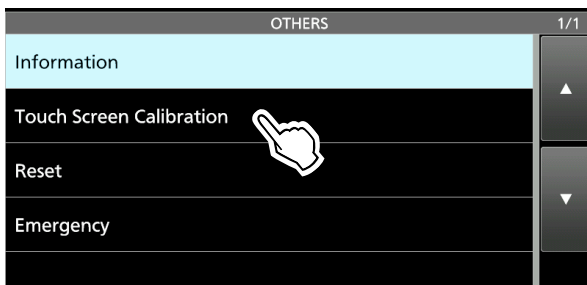 OTHERS 1/1
Information
Touch Screen Calibration
Reset
Emergency